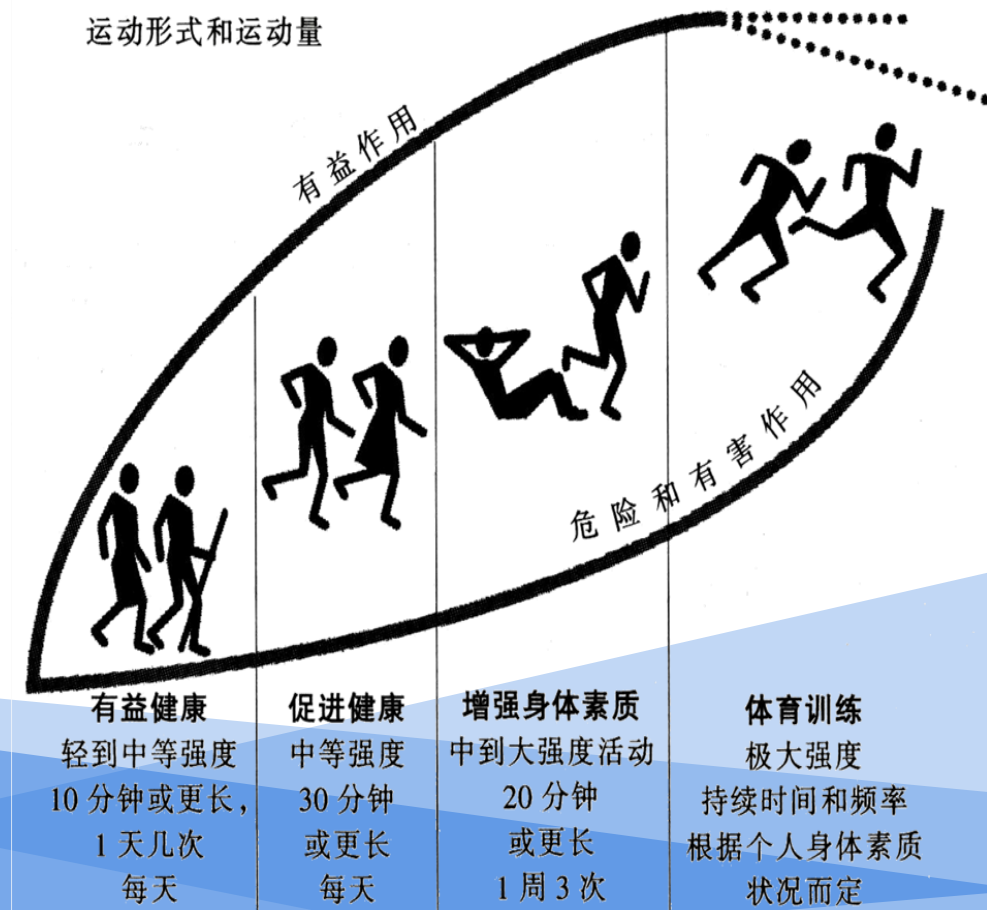 运动形式和运动量
有益作用
危险和有害作用
有益健康
轻到中等强度
10 分钟或更长,
1 天几次
每天
促进健康
中等强度
30 分钟
或更长
每天
增强身体素质
中到大强度活动
20 分钟
或更长
1 周 3 次
体育训练
极大强度
持续时间和频率
根据个人身体素质
状况而定